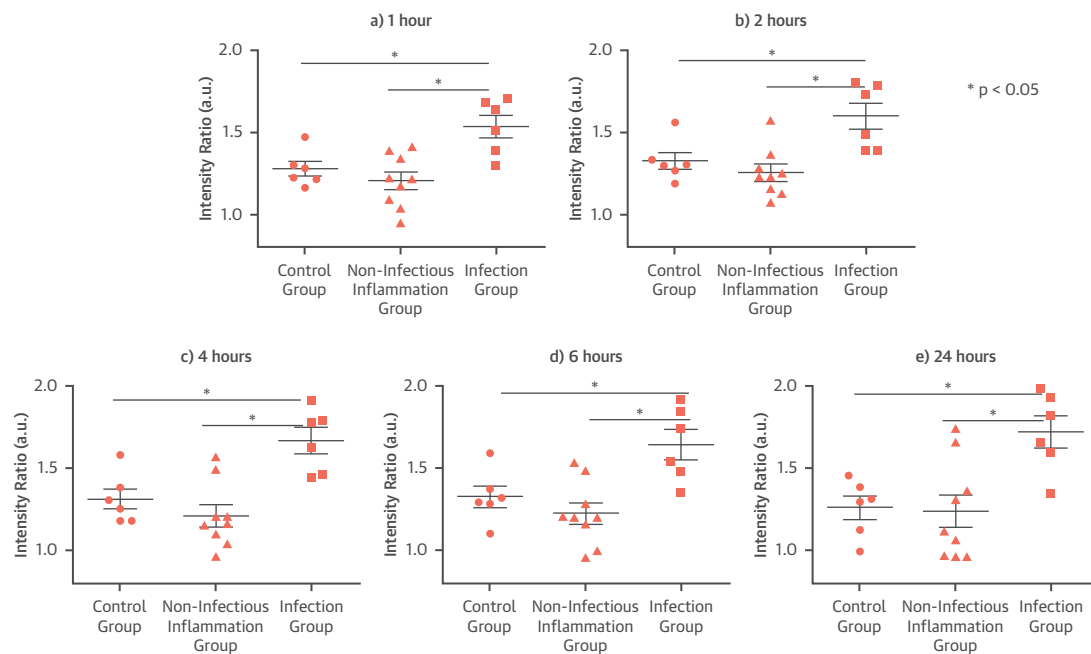 a) 1 hour
Intensity Ratio (a.u.)
2.0
1.5
1.0
*
*
Control
Group
Non-Infectious
Inflammation
Group
Infection
Group
b) 2 hours
Intensity Ratio (a.u.)
2.0
1.5
1.0
*
*
Control
Group
Non-Infectious
Inflammation
Group
Infection
Group
* p < 0.05
c) 4 hours
Intensity Ratio (a.u.)
2.0
1.5
1.0
*
*
Control
Group
Non-Infectious
Inflammation
Group
Infection
Group
d) 6 hours
Intensity Ratio (a.u.)
2.0
1.5
1.0
*
*
Control
Group
Non-Infectious
Inflammation
Group
Infection
Group
e) 24 hours
Intensity Ratio (a.u.)
2.0
1.5
1.0
*
*
Control
Group
Non-Infectious
Inflammation
Group
Infection
Group